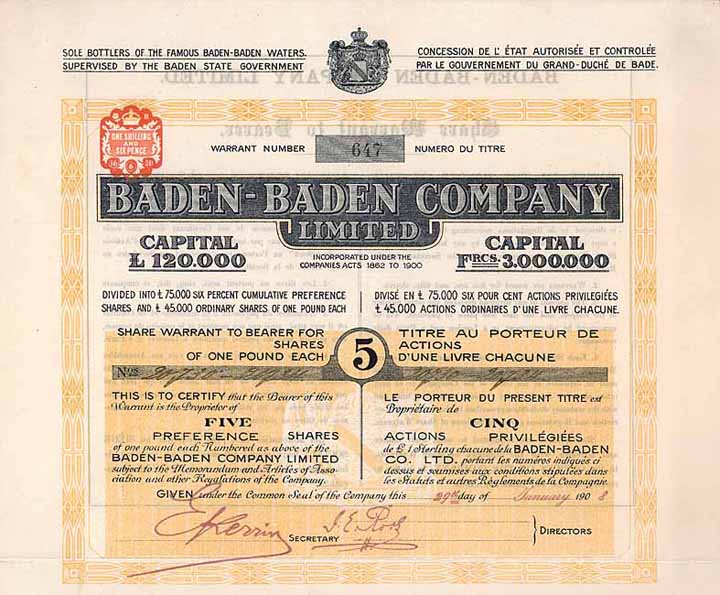 SOLE BOTTLERS OF THE FAMOUS BADEN-BADEN WATERS.
SUPERVISED BY THE BADEN STATE GOVERNMENT
CONCESSION DE L' ÉTAT AUTORISÉE ET CONTROLÉE
PAR LE GOUVERNEMENT DU GRAND-DUCHÉ DE BADE.
ONE SHILLING
AND
SIX PENCE
WARRANT NUMBER 647 NUMERO DU TITRE
BADEN-BADEN COMPANY
LIMITED
CAPITAL
£ 120.000
INCORPORATED UNDER THE
COMPANIES ACTS 1862 TO 1900
CAPITAL
FRCS. 3.000.000
DIVIDED INTO £ 75.000 SIX PERCENT CUMULATIVE PREFERENCE
SHARES AND £ 45.000 ORDINARY SHARES OF ONE POUND EACH
DIVISÉ EN £ 75.000 SIX POUR CENT ACTIONS PRIVILEGIÉES
£ 45.000 ACTIONS ORDINAIRES D'UNE LIVRE CHACUNE.
SHARE WARRANT TO BEARER FOR
SHARES
OF ONE POUND EACH
5
TITRE AU PORTEUR DE
ACTIONS
D'UNE LIVRE CHACUNE
Nos
THIS IS TO CERTIFY that the Bearer of this
Warrant is the Proprietor of
FIVE
PREFERENCE SHARES
of one pound each Numbered as above of the
BADEN-BADEN COMPANY LIMITED
subject to the Memorandum and Articles of Asso-
ciation and other Regulations of the Company.
LE PORTEUR DU PRESENT TITRE est
Propriétaire de
CINQ
ACTIONS PRIVILÉGIÉES
de £ 1 Sterling chacune de la BADEN-BADEN
CO. LTD. portant les numéros indiqués ci
dessus et soumises aux conditions stipulées dans
les Statuts et autres Règlements de la Compagnie.
GIVEN under the Common Seal of the Company this 29th day of January 1908
SECRETARY
DIRECTORS